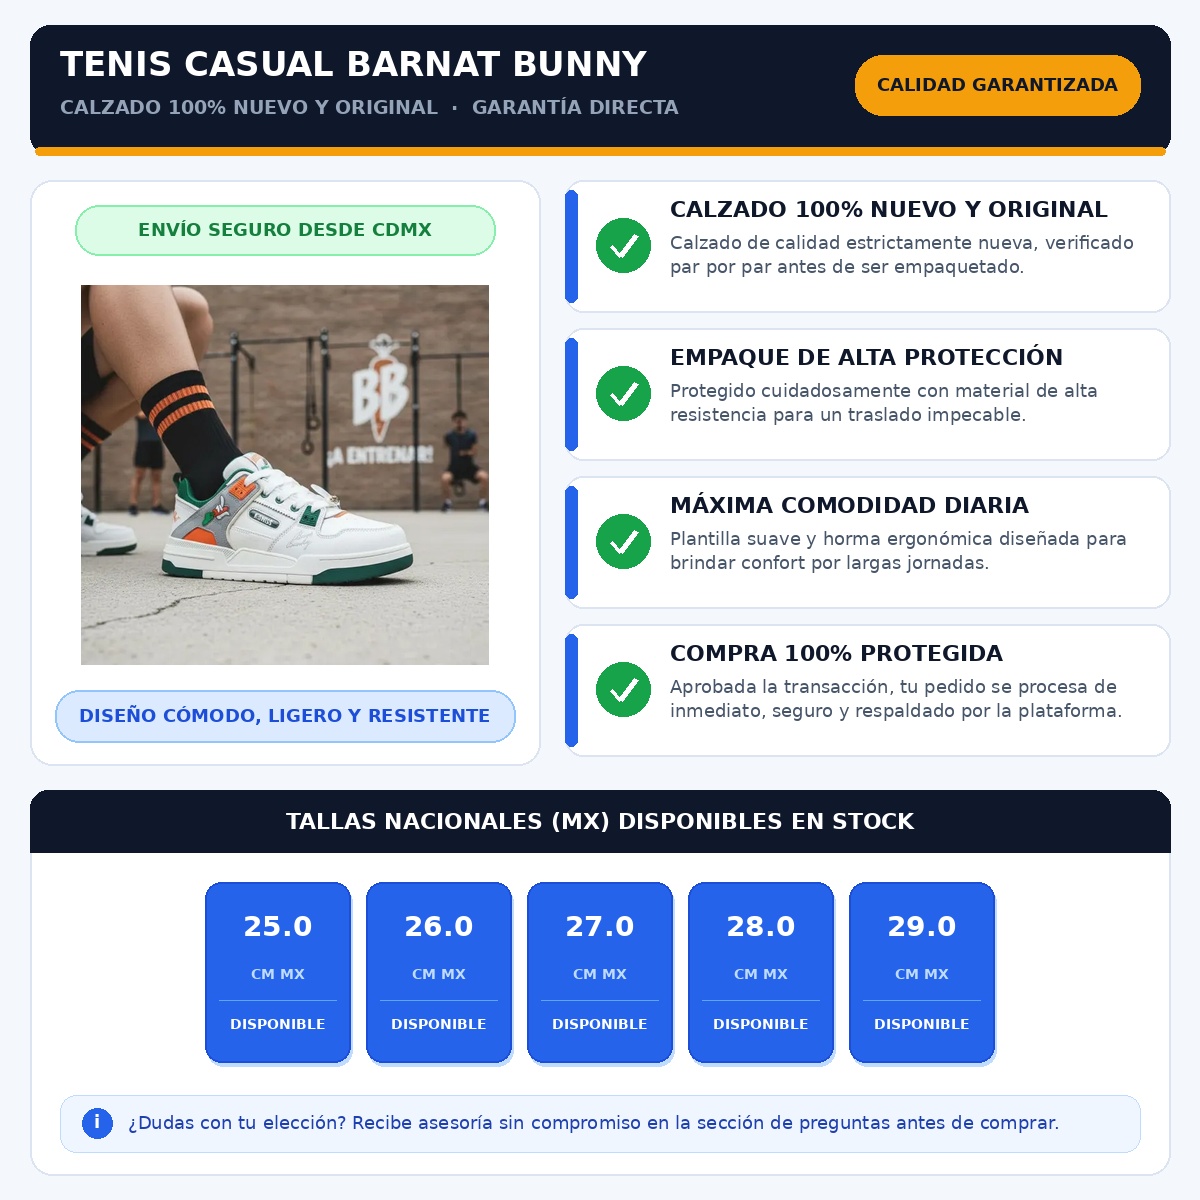 TENIS CASUAL BARNAT BUNNY
CALZADO 100% NUEVO Y ORIGINAL · GARANTÍA DIRECTA
CALIDAD GARANTIZADA
ENVÍO SEGURO DESDE CDMX
BB
¡A ENTRENAR!
DISEÑO CÓMODO, LIGERO Y RESISTENTE
CALZADO 100% NUEVO Y ORIGINAL
Calzado de calidad estrictamente nueva, verificado
par por par antes de ser empaquetado.
EMPAQUE DE ALTA PROTECCIÓN
Protegido cuidadosamente con material de alta
resistencia para un traslado impecable.
MÁXIMA COMODIDAD DIARIA
Plantilla suave y horma ergonómica diseñada para
brindar confort por largas jornadas.
COMPRA 100% PROTEGIDA
Aprobada la transacción, tu pedido se procesa de
inmediato, seguro y respaldado por la plataforma.
TALLAS NACIONALES (MX) DISPONIBLES EN STOCK
25.0
CM MX
DISPONIBLE
26.0
CM MX
DISPONIBLE
27.0
CM MX
DISPONIBLE
28.0
CM MX
DISPONIBLE
29.0
CM MX
DISPONIBLE
i
¿Dudas con tu elección? Recibe asesoría sin compromiso en la sección de preguntas antes de comprar.